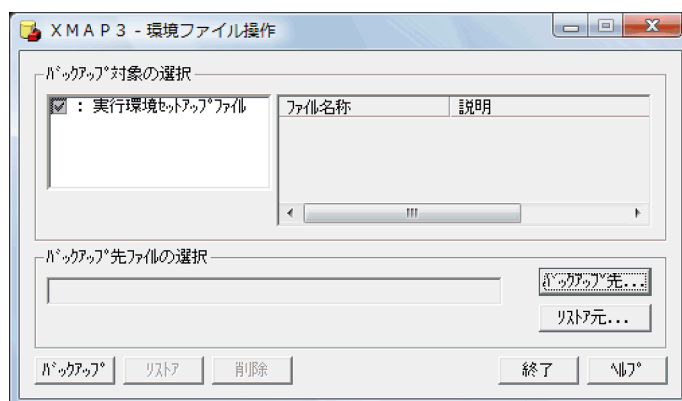 XMAP3 - 環境ファイル操作
ﾊﾞｯｸｱｯﾌﾟ対象の選択
： 実行環境ｾｯﾄｱｯﾌﾟﾌｧｲﾙ
ﾌｧｲﾙ名称 説明
ﾊﾞｯｸｱｯﾌﾟ先ﾌｧｲﾙの選択
ﾊﾞｯｸｱｯﾌﾟ先...
ﾘｽﾄｱ元...
ﾊﾞｯｸｱｯﾌﾟ ﾘｽﾄｱ 削除 終了 ﾍﾙﾌﾟ